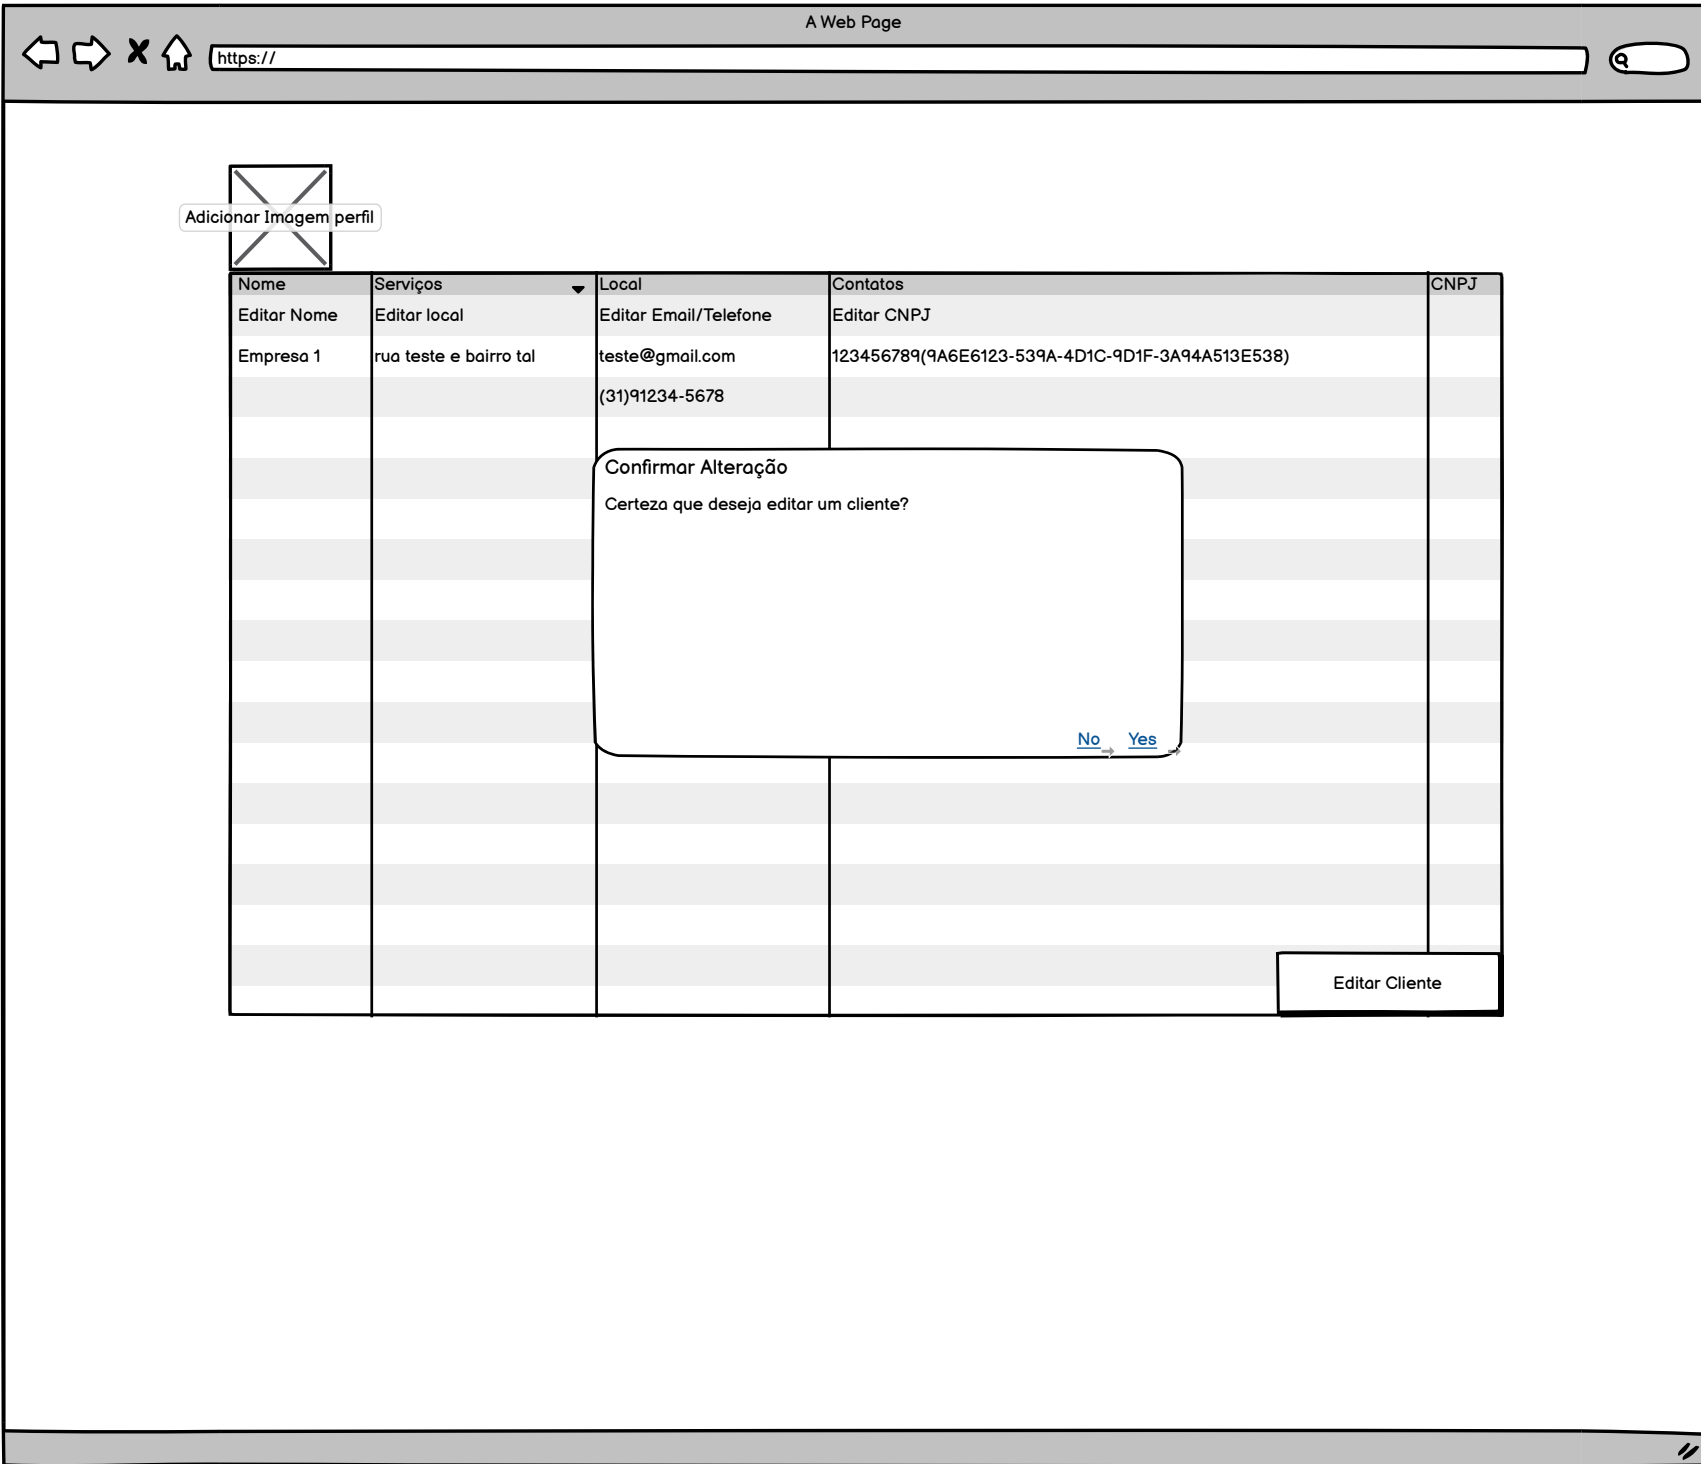 A Web Page
https://
Adicionar Imagem perfil
Nome Serviços Local Contatos CNPJ
Editar Nome Editar local Editar Email/Telefone Editar CNPJ
Empresa 1 rua teste e bairro tal teste@gmail.com 123456789(9A6E6123-539A-4D1C-9D1F-3A94A513E538)
(31)91234-5678
Confirmar Alteração
Certeza que deseja editar um cliente?
No Yes
Editar Cliente